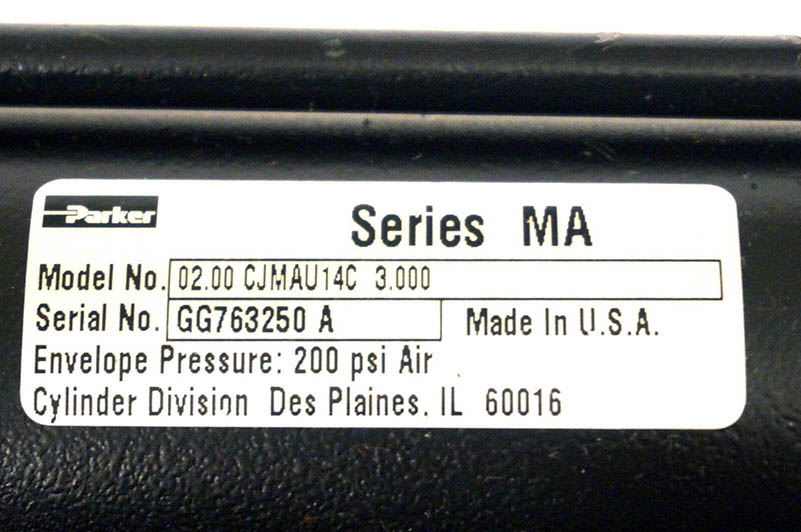 Parker
Series MA
Model No. 02.00 CJMAU14C 3.000
Serial No. GG763250 A Made In U.S.A.
Envelope Pressure: 200 psi Air
Cylinder Division Des Plaines, IL 60016